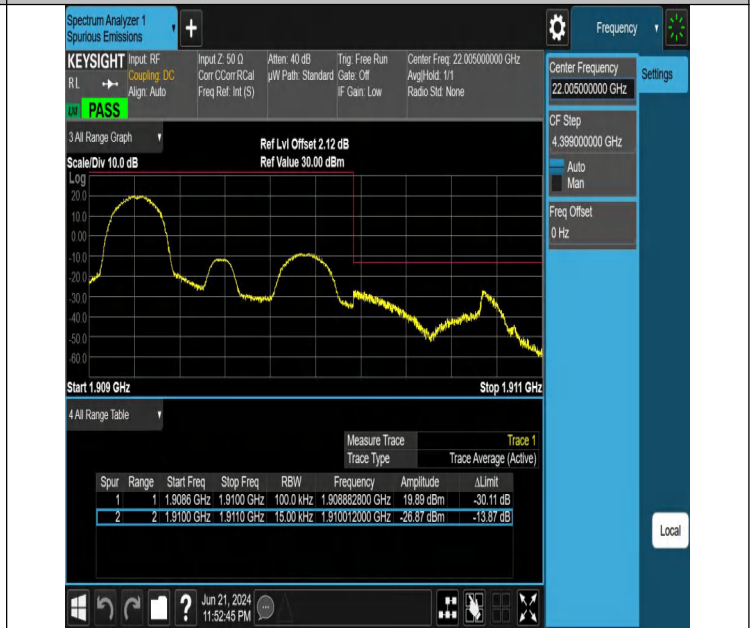 Spectrum Analyzer 1
Spurious Emissions
+
Frequency
KEYSIGHT Input: RF Input Z: 50 Ω Atten: 40 dB Trig: Free Run Center Freq: 22.005000000 GHz
RL Coupling: DC Corr CCorr RCal µW Path: Standard Gate: Off Avg|Hold: 1/1
Align: Auto Freq Ref: Int (S) IF Gain: Low Radio Std: None
PASS
Center Frequency
22.005000000 GHz
Settings
CF Step
4.399000000 GHz
Auto
Man
Freq Offset
0 Hz
3 All Range Graph
Ref Lvl Offset 2.12 dB
Scale/Div 10.0 dB Ref Value 30.00 dBm
Log
20.0
10.0
0.00
-10.0
-20.0
-30.0
-40.0
-50.0
-60.0
Start 1.909 GHz Stop 1.911 GHz
4 All Range Table
Measure Trace Trace 1
Trace Type Trace Average (Active)
Spur Range Start Freq Stop Freq RBW Frequency Amplitude ΔLimit
1 1 1.9086 GHz 1.9100 GHz 100.0 kHz 1.908882800 GHz 19.89 dBm -30.11 dB
2 2 1.9100 GHz 1.9110 GHz 15.00 kHz 1.910012000 GHz -26.87 dBm -13.87 dB
Local
? Jun 21, 2024
11:52:45 PM